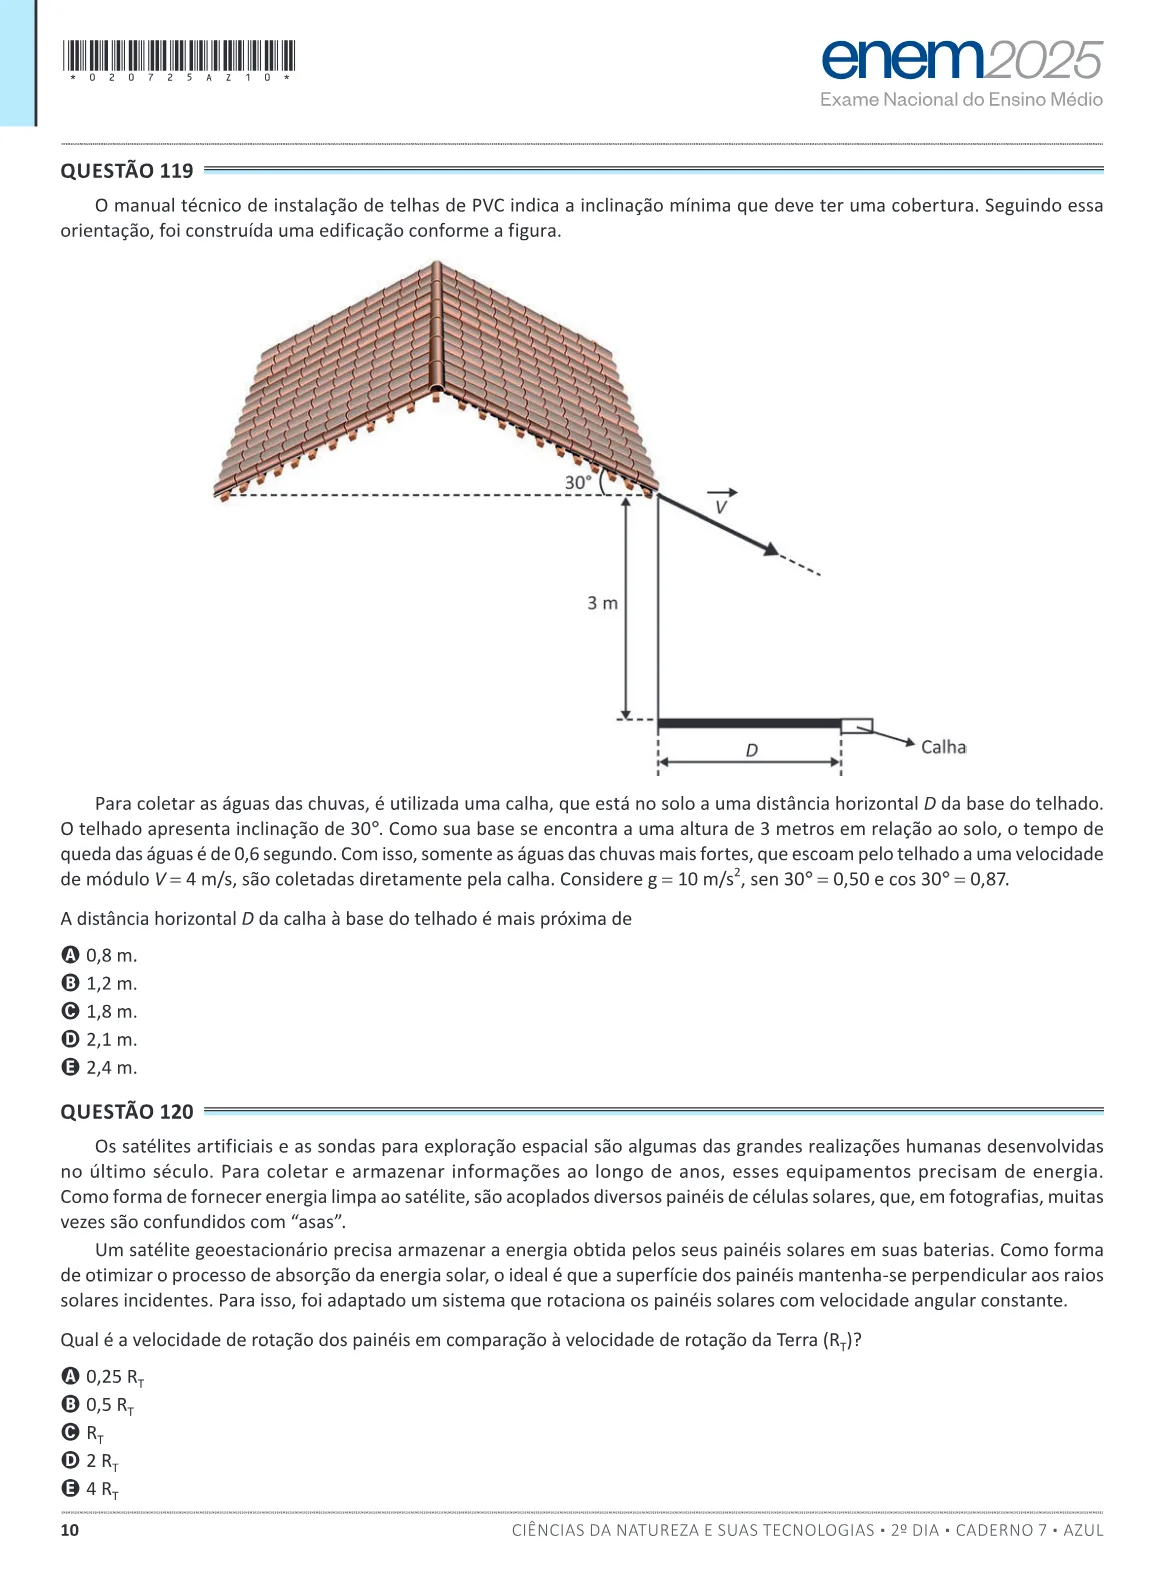 *020725AZ10*
enem2025
Exame Nacional do Ensino Médio
QUESTÃO 119
O manual técnico de instalação de telhas de PVC indica a inclinação mínima que deve ter uma cobertura. Seguindo essa
orientação, foi construída uma edificação conforme a figura.
30°
V
3 m
Calha
D
Para coletar as águas das chuvas, é utilizada uma calha, que está no solo a uma distância horizontal D da base do telhado.
O telhado apresenta inclinação de 30°. Como sua base se encontra a uma altura de 3 metros em relação ao solo, o tempo de
queda das águas é de 0,6 segundo. Com isso, somente as águas das chuvas mais fortes, que escoam pelo telhado a uma velocidade
de módulo V = 4 m/s, são coletadas diretamente pela calha. Considere g = 10 m/s², sen 30° = 0,50 e cos 30° = 0,87.
A distância horizontal D da calha à base do telhado é mais próxima de
A 0,8 m.
B 1,2 m.
C 1,8 m.
D 2,1 m.
E 2,4 m.
QUESTÃO 120
Os satélites artificiais e as sondas para exploração espacial são algumas das grandes realizações humanas desenvolvidas
no último século. Para coletar e armazenar informações ao longo de anos, esses equipamentos precisam de energia.
Como forma de fornecer energia limpa ao satélite, são acoplados diversos painéis de células solares, que, em fotografias, muitas
vezes são confundidos com “asas”.
Um satélite geoestacionário precisa armazenar a energia obtida pelos seus painéis solares em suas baterias. Como forma
de otimizar o processo de absorção da energia solar, o ideal é que a superfície dos painéis mantenha-se perpendicular aos raios
solares incidentes. Para isso, foi adaptado um sistema que rotaciona os painéis solares com velocidade angular constante.
Qual é a velocidade de rotação dos painéis em comparação à velocidade de rotação da Terra (R_T)?
A 0,25 R_T
B 0,5 R_T
C R_T
D 2 R_T
E 4 R_T
10
CIÊNCIAS DA NATUREZA E SUAS TECNOLOGIAS • 2º DIA • CADERNO 7 • AZUL